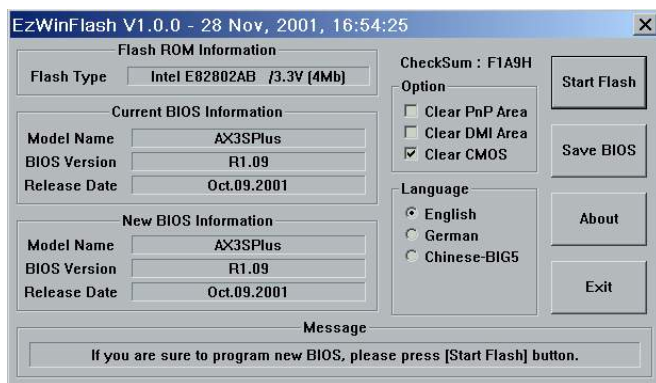 EzWinFlash V1.0.0 - 28 Nov, 2001, 16:54:25
Flash ROM Information
Flash Type Intel E82802AB /3.3V (4Mb)
Current BIOS Information
Model Name AX3SPlus
BIOS Version R1.09
Release Date Oct.09.2001
New BIOS Information
Model Name AX3SPlus
BIOS Version R1.09
Release Date Oct.09.2001
CheckSum : F1A9H
Option
Clear PnP Area
Clear DMI Area
Clear CMOS
Language
English
German
Chinese-BIG5
Start Flash
Save BIOS
About
Exit
Message
If you are sure to program new BIOS, please press [Start Flash] button.